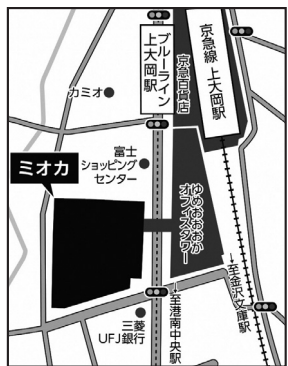 京急線 上大岡駅
ブルーライン
上大岡駅
京急百貨店
カミオ
富士
ショッピング
センター
ミオカ
ゆめおおおか
オフィスタワー
→至金沢文庫駅
→至港南中央駅
三菱
UFJ銀行